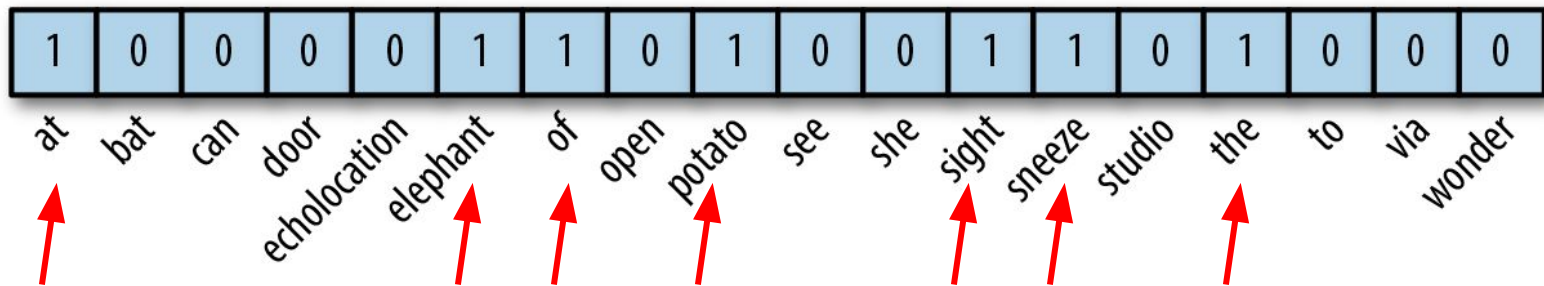 1 0 0 0 0 1 1 0 1 0 0 1 1 0 1 0 0 0
at bat can door echolocation elephant of open potato see she sight sneeze studio the to via wonder